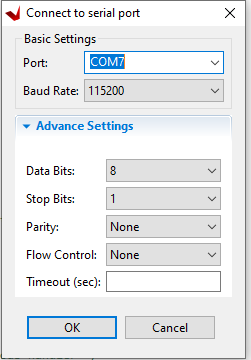 Connect to serial port
Basic Settings
Port: COM7
Baud Rate: 115200
Advance Settings
Data Bits: 8
Stop Bits: 1
Parity: None
Flow Control: None
Timeout (sec):
OK Cancel